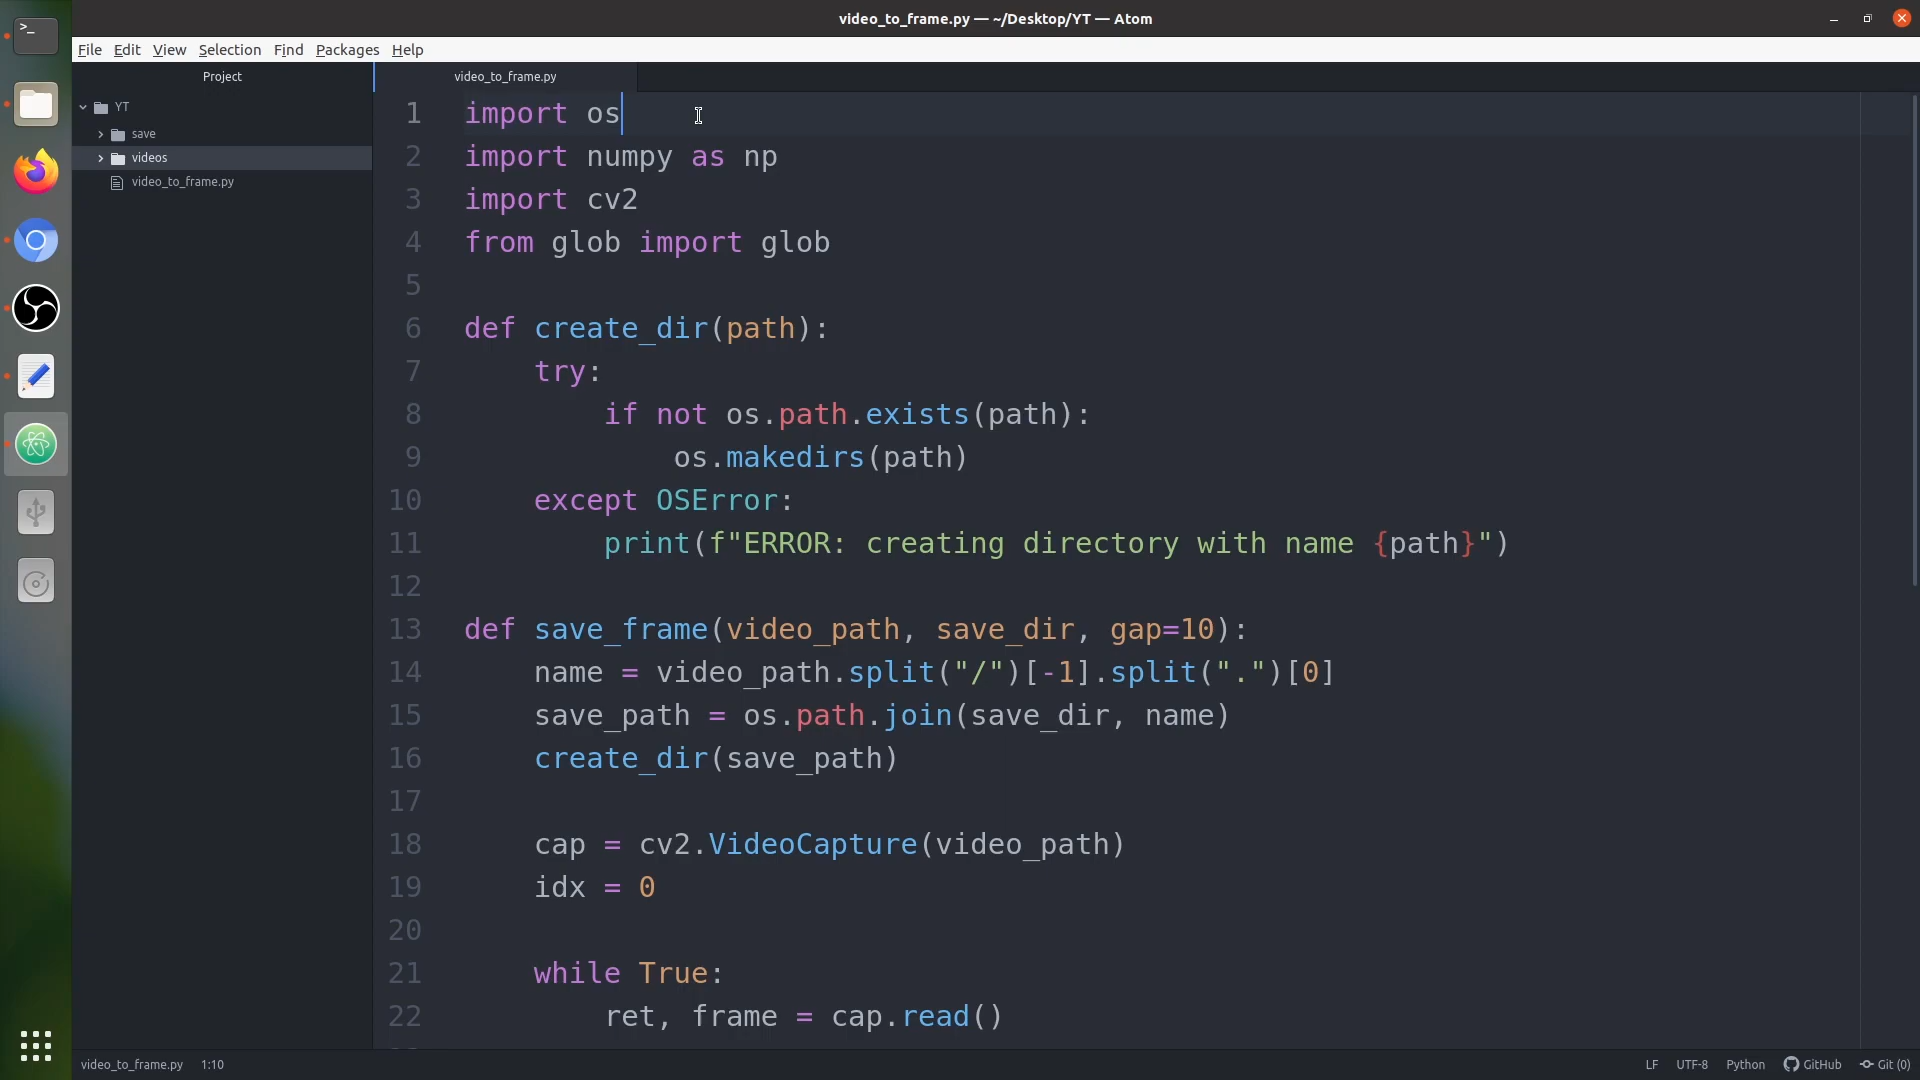 video_to_frame.py — ~/Desktop/YT — Atom
File Edit View Selection Find Packages Help
Project
video_to_frame.py
YT
save
videos
video_to_frame.py
1 import os
2 import numpy as np
3 import cv2
4 from glob import glob
5
6 def create_dir(path):
7     try:
8         if not os.path.exists(path):
9             os.makedirs(path)
10     except OSError:
11         print(f"ERROR: creating directory with name {path}")
12
13 def save_frame(video_path, save_dir, gap=10):
14     name = video_path.split("/")[-1].split(".")[0]
15     save_path = os.path.join(save_dir, name)
16     create_dir(save_path)
17
18     cap = cv2.VideoCapture(video_path)
19     idx = 0
20
21     while True:
22         ret, frame = cap.read()
video_to_frame.py 1:10 LF UTF-8 Python GitHub Git (0)